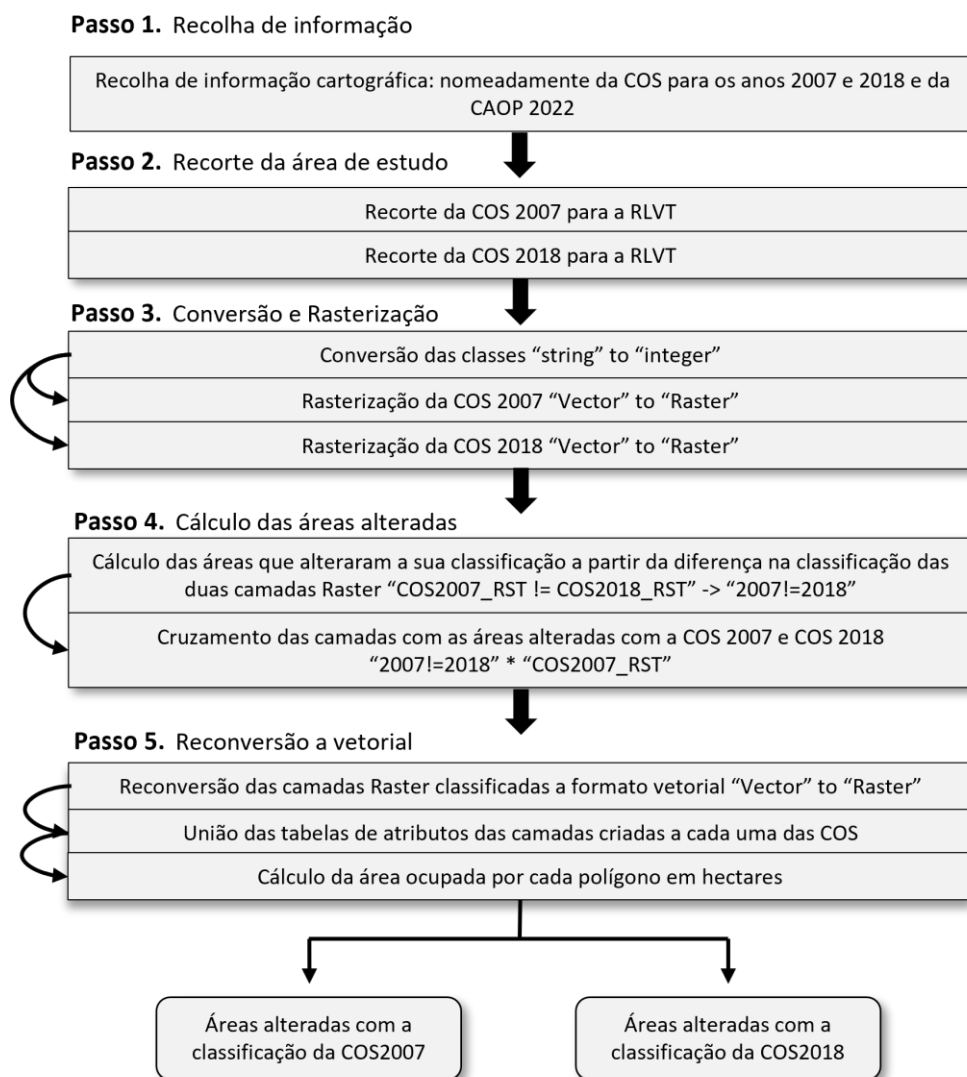 Passo 1. Recolha de informação
Recolha de informação cartográfica: nomeadamente da COS para os anos 2007 e 2018 e da
CAOP 2022
Passo 2. Recorte da área de estudo
Recorte da COS 2007 para a RLVT
Recorte da COS 2018 para a RLVT
Passo 3. Conversão e Rasterização
Conversão das classes “string” to “integer”
Rasterização da COS 2007 “Vector” to “Raster”
Rasterização da COS 2018 “Vector” to “Raster”
Passo 4. Cálculo das áreas alteradas
Cálculo das áreas que alteraram a sua classificação a partir da diferença na classificação das
duas camadas Raster “COS2007_RST != COS2018_RST” -> “2007!=2018”
Cruzamento das camadas com as áreas alteradas com a COS 2007 e COS 2018
“2007!=2018” * “COS2007_RST”
Passo 5. Reconversão a vetorial
Reconversão das camadas Raster classificadas a formato vetorial “Vector” to “Raster”
União das tabelas de atributos das camadas criadas a cada uma das COS
Cálculo da área ocupada por cada polígono em hectares
Áreas alteradas com a
classificação da COS2007
Áreas alteradas com a
classificação da COS2018